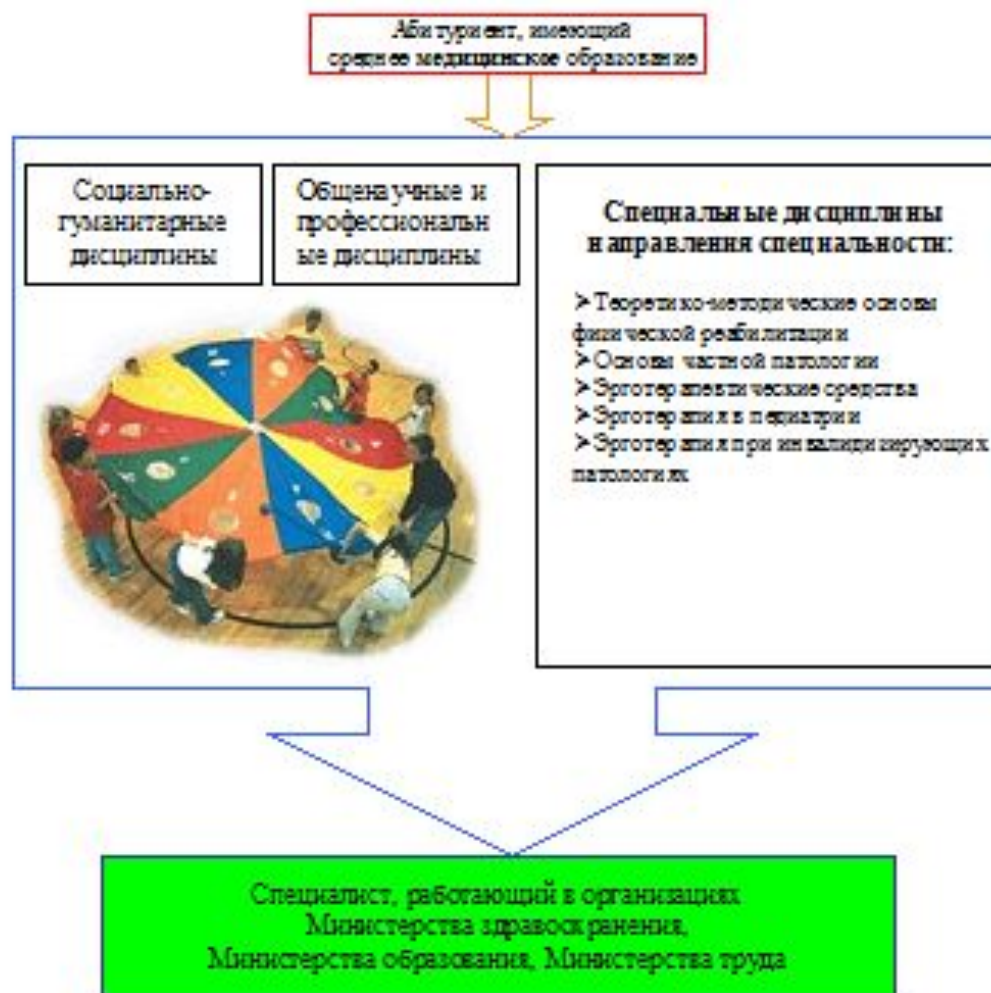 Абитуриент, имеющий
среднее медицинское образование
Социально-
гуманитарные
дисциплины
Общенаучные и
профессиональн
ые дисциплины
Специальные дисциплины
направления специальности:
➢Теоретико-методические основы
физической реабилитации
➢Основы частной патологии
➢Эрготерапевтические средства
➢Эрготерапия в педиатрии
➢Эрготерапия при инвалидизирующих
патологиях
Специалист, работающий в организациях
Министерства здравоохранения,
Министерства образования, Министерства труда